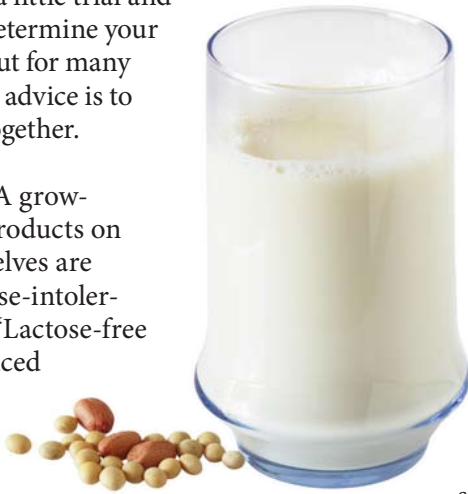 a little trial and
etermine your
ut for many
advice is to
ogether.
A grow-
roducts on
elves are
se-intoler-
“Lactose-free
ced